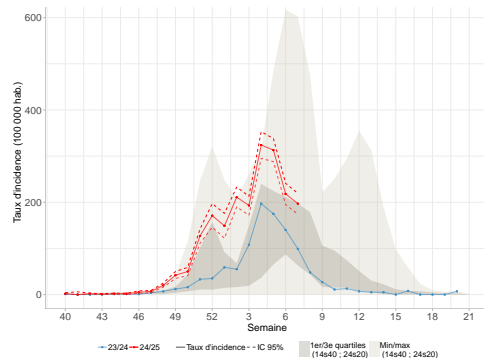 Taux d'incidence (100 000 hab.)
600
400
200
0
40 43 46 49 52 3 6 9 12 15 18 21
Semaine
23/24 24/25 Taux d'incidence IC 95% 1er/3e quartiles (14s40 ; 24s20) Min/max (14s40 ; 24s20)